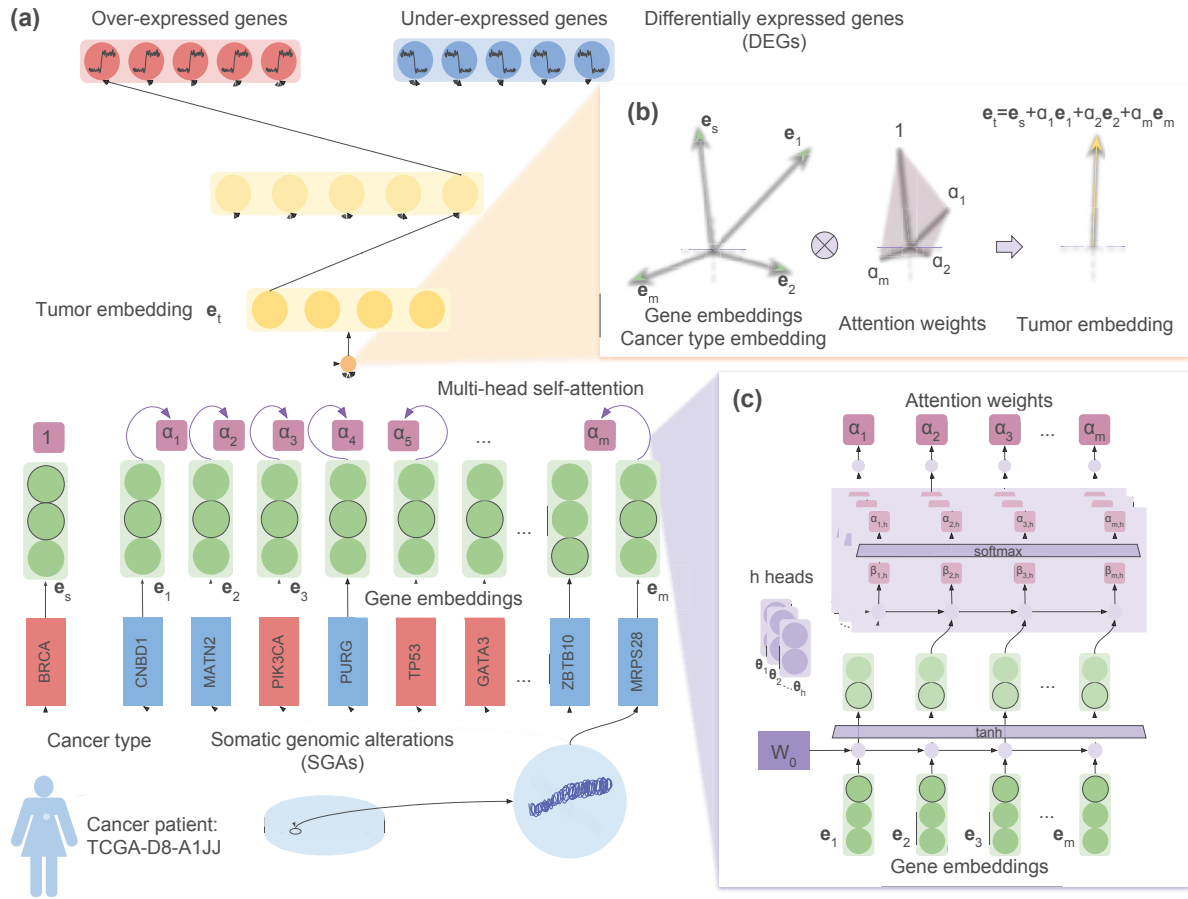 (a)
Over-expressed genes
Under-expressed genes
Differentially expressed genes
(DEGs)
Tumor embedding e_t
Multi-head self-attention
1
α_1
α_2
α_3
α_4
α_5
...
α_m
...
e_s
e_1
e_2
e_3
Gene embeddings
e_m
BRCA
CNBD1
MATN2
PIK3CA
PURG
TP53
GATA3
...
ZBTB10
MRPS28
Cancer type
Somatic genomic alterations
(SGAs)
Cancer patient:
TCGA-D8-A1JJ
(b)
e_s
e_1
e_2
e_m
Gene embeddings
Cancer type embedding
1
α_1
α_2
α_m
Attention weights
e_t=e_s+α_1e_1+α_2e_2+α_me_m
Tumor embedding
(c)
Attention weights
α_1
α_2
α_3
...
α_m
α_1,h
α_2,h
α_3,h
α_m,h
softmax
β_1,h
β_2,h
β_3,h
β_m,h
h heads
...
θ_1
θ_2
...θ_h
...
tanh
W_0
e_1
e_2
e_3
...
e_m
Gene embeddings